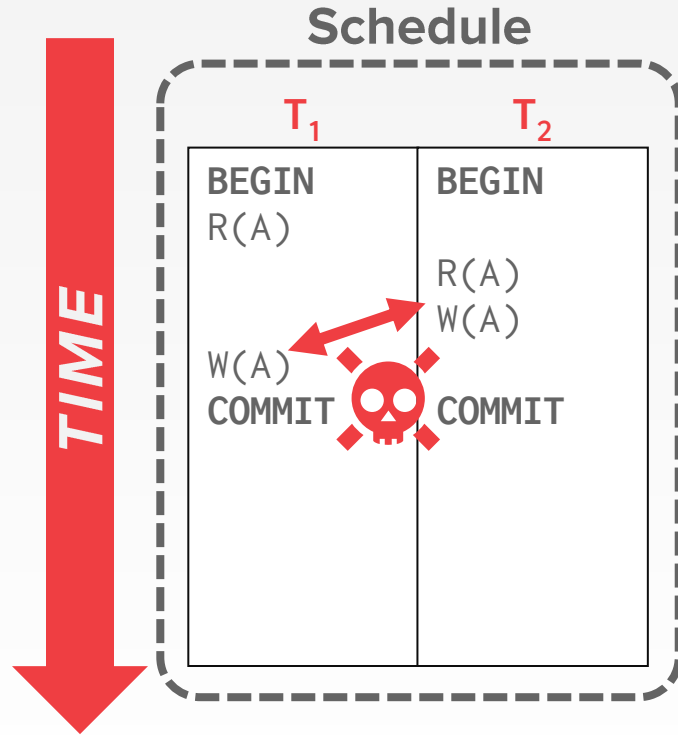 Schedule
TIME
T₁ T₂
BEGIN BEGIN
R(A)
R(A)
W(A)
W(A)
COMMIT COMMIT